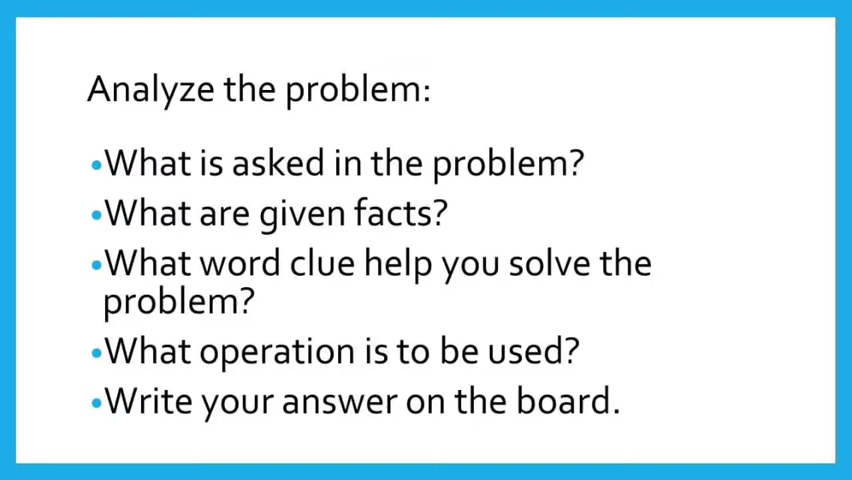 Analyze the problem:
•What is asked in the problem?
•What are given facts?
•What word clue help you solve the
problem?
•What operation is to be used?
•Write your answer on the board.